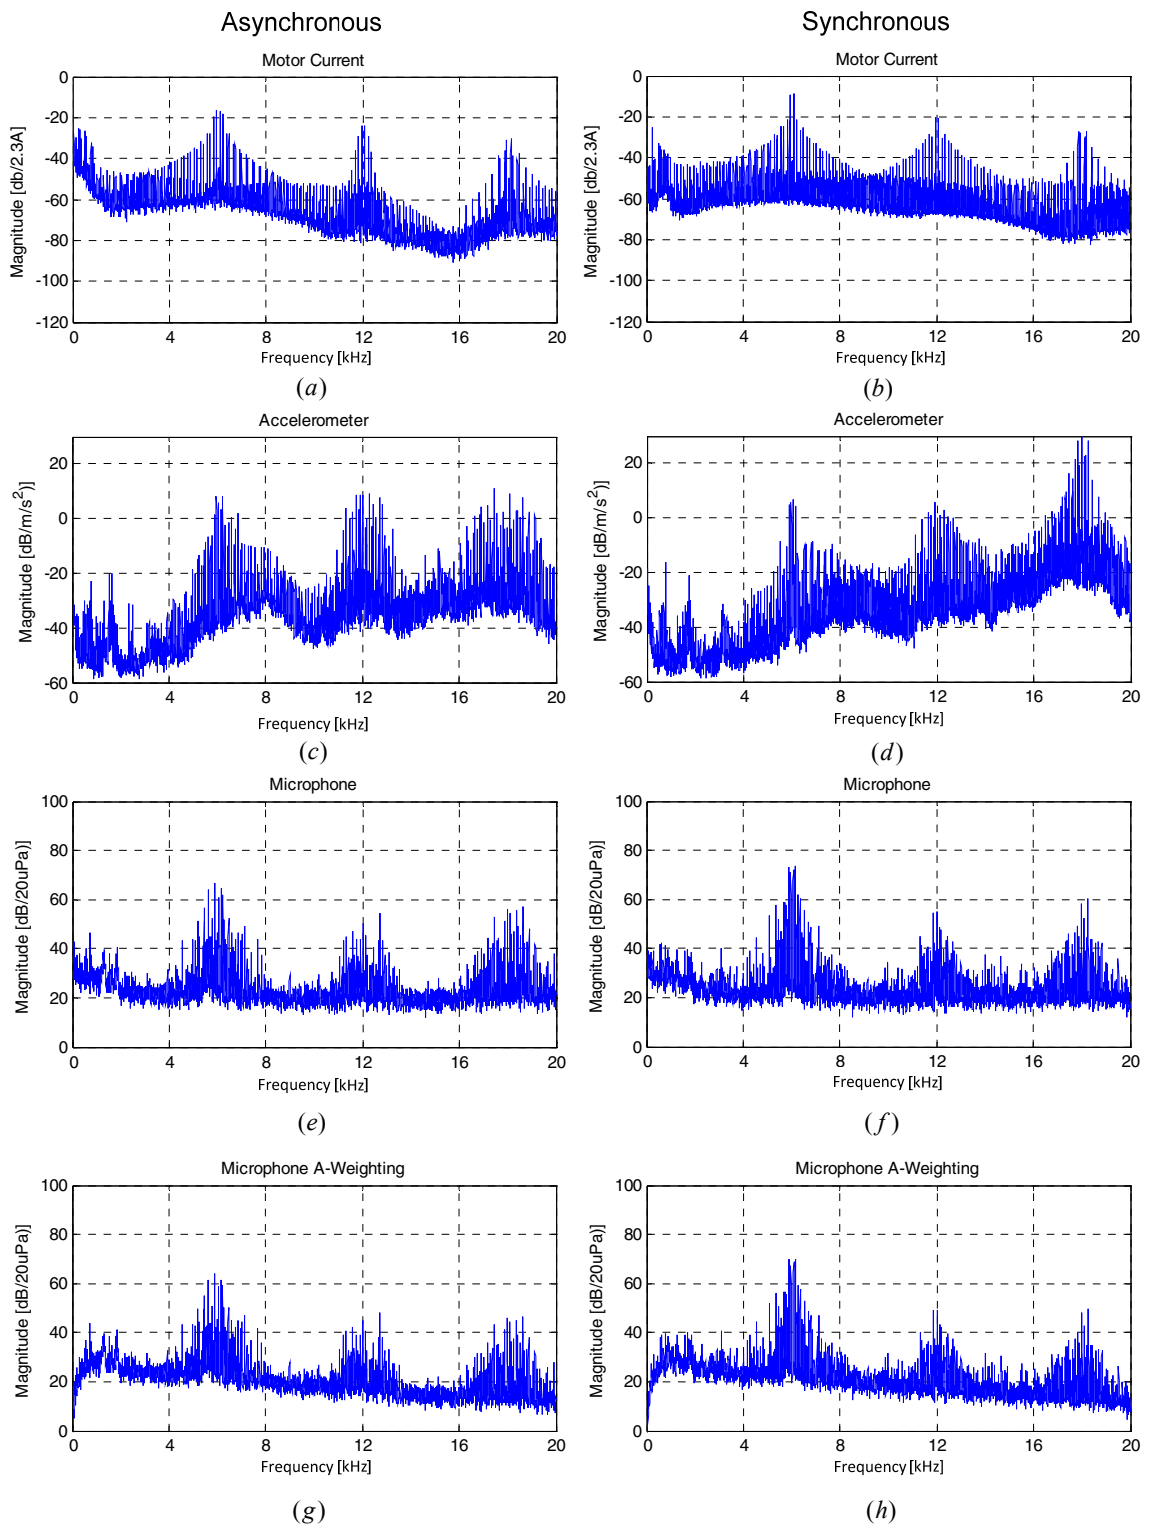 Asynchronous
Synchronous
Motor Current
Motor Current
0
-20
-40
-60
-80
-100
-120
Magnitude [db/2.3A]
0 4 8 12 16 20
Frequency [kHz]
(a)
0
-20
-40
-60
-80
-100
-120
Magnitude [db/2.3A]
0 4 8 12 16 20
Frequency [kHz]
(b)
Accelerometer
20
0
-20
-40
-60
Magnitude [dB/m/s²)]
0 4 8 12 16 20
Frequency [kHz]
(c)
Accelerometer
20
0
-20
-40
-60
Magnitude [dB/m/s²)]
0 4 8 12 16 20
Frequency [kHz]
(d)
Microphone
100
80
60
40
20
0
Magnitude [dB/20uPa)]
0 4 8 12 16 20
Frequency [kHz]
(e)
Microphone
100
80
60
40
20
0
Magnitude [dB/20uPa)]
0 4 8 12 16 20
Frequency [kHz]
(f)
Microphone A-Weighting
100
80
60
40
20
0
Magnitude [dB/20uPa)]
0 4 8 12 16 20
Frequency [kHz]
(g)
Microphone A-Weighting
100
80
60
40
20
0
Magnitude [dB/20uPa)]
0 4 8 12 16 20
Frequency [kHz]
(h)